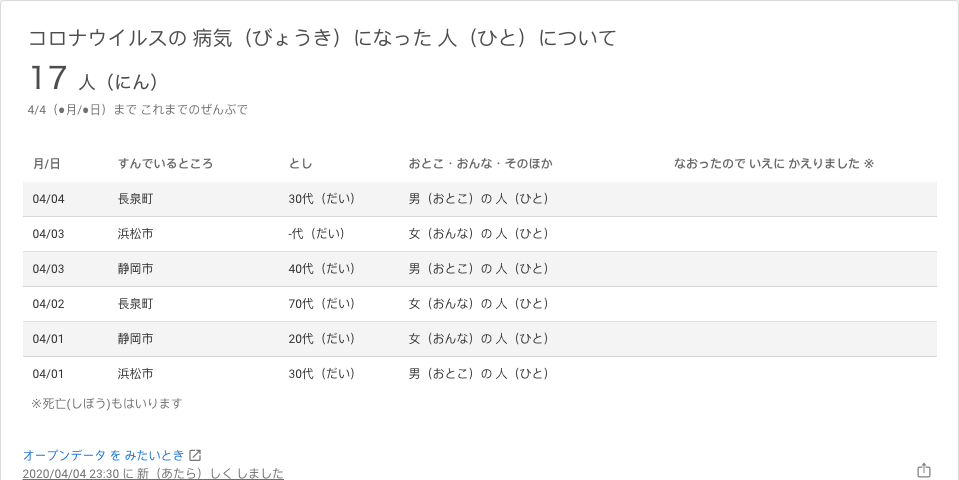 コロナウイルスの 病気（びょうき）になった 人（ひと）について
17 人（にん）
4/4（●月/●日）まで これまでのぜんぶで
月/日 すんでいるところ とし おとこ・おんな・そのほか なおったので いえに かえりました ※
04/04 長泉町 30代（だい） 男（おとこ）の 人（ひと）
04/03 浜松市 -代（だい） 女（おんな）の 人（ひと）
04/03 静岡市 40代（だい） 男（おとこ）の 人（ひと）
04/02 長泉町 70代（だい） 女（おんな）の 人（ひと）
04/01 静岡市 20代（だい） 女（おんな）の 人（ひと）
04/01 浜松市 30代（だい） 男（おとこ）の 人（ひと）
※死亡(しぼう)もはいります
オープンデータ を みたいとき
2020/04/04 23:30 に 新（あたら）しく しました